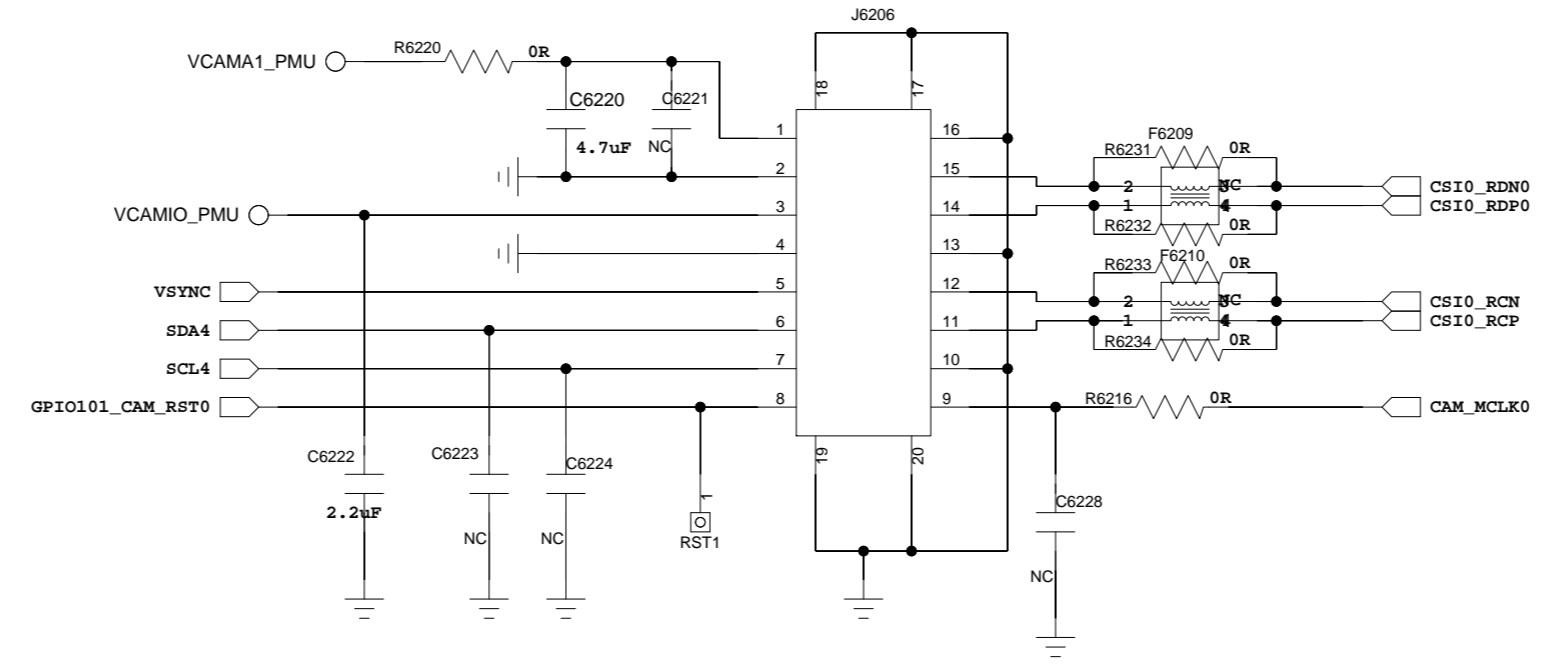 J6206
VCAMA1_PMU
R6220
0R
C6220
C6221
4.7uF
NC
18
17
1
16
2
15
VCAMIO_PMU
3
14
4
13
VSYNC
5
12
SDA4
6
11
SCL4
7
10
GPIO101_CAM_RST0
8
9
19
20
F6209
R6231
0R
2
NC
CSI0_RDN0
1
4
CSI0_RDP0
R6232
0R
F6210
R6233
0R
2
NC
CSI0_RCN
1
4
CSI0_RCP
R6234
0R
R6216
0R
CAM_MCLK0
C6222
2.2uF
C6223
NC
C6224
NC
1
RST1
C6228
NC